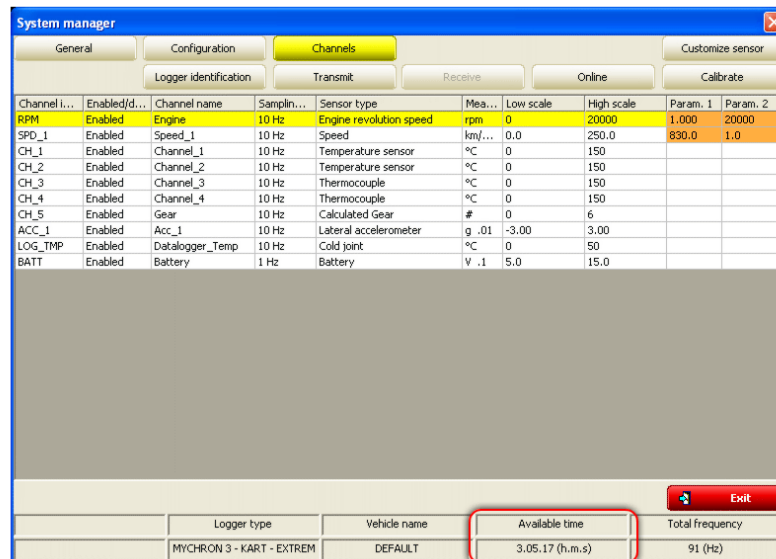 System manager
General Configuration Channels Customize sensor
Logger identification Transmit Receive Online Calibrate
Channel i... Enabled/d... Channel name Samplin... Sensor type Mea... Low scale High scale Param. 1 Param. 2
RPM Enabled Engine 10 Hz Engine revolution speed rpm 0 20000 1.000 20000
SPD_1 Enabled Speed_1 10 Hz Speed km/... 0.0 250.0 830.0 1.0
CH_1 Enabled Channel_1 10 Hz Temperature sensor °C 0 150
CH_2 Enabled Channel_2 10 Hz Temperature sensor °C 0 150
CH_3 Enabled Channel_3 10 Hz Thermocouple °C 0 150
CH_4 Enabled Channel_4 10 Hz Thermocouple °C 0 150
CH_5 Enabled Gear 10 Hz Calculated Gear # 0 6
ACC_1 Enabled Acc_1 10 Hz Lateral accelerometer g .01 -3.00 3.00
LOG_TMP Enabled Datalogger_Temp 10 Hz Cold joint °C 0 50
BATT Enabled Battery 1 Hz Battery V .1 5.0 15.0
Exit
Logger type Vehicle name Available time Total frequency
MYCHRON 3 - KART - EXTREM DEFAULT 3.05.17 (h.m.s) 91 (Hz)